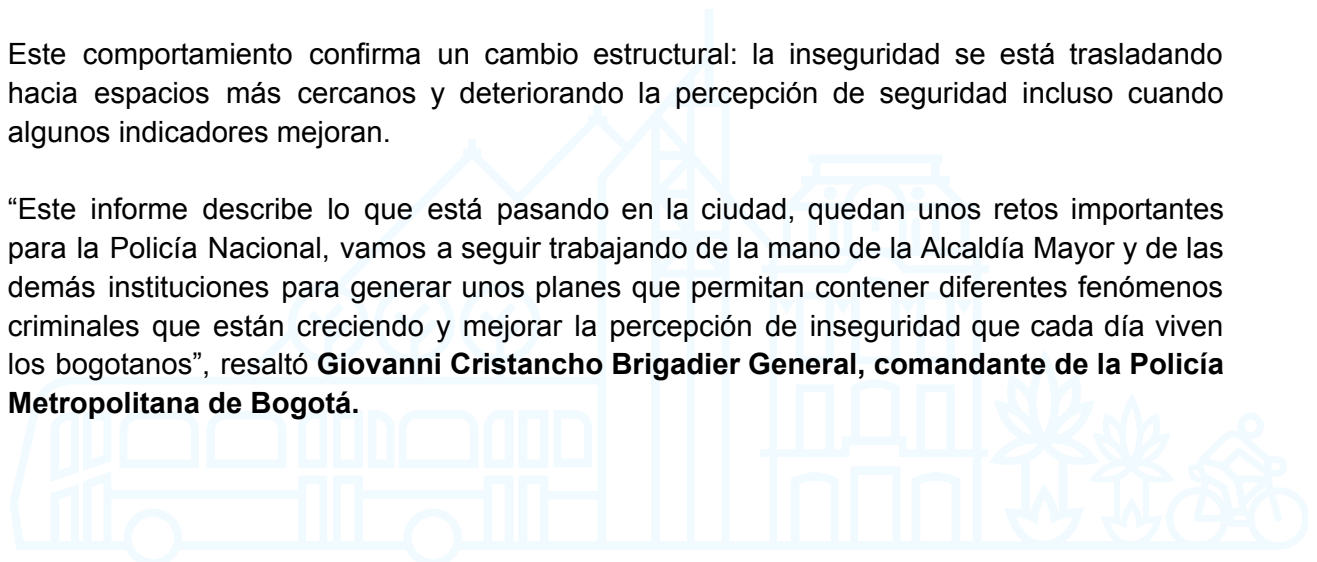 Este comportamiento confirma un cambio estructural: la inseguridad se está trasladando
hacia espacios más cercanos y deteriorando la percepción de seguridad incluso cuando
algunos indicadores mejoran.
“Este informe describe lo que está pasando en la ciudad, quedan unos retos importantes
para la Policía Nacional, vamos a seguir trabajando de la mano de la Alcaldía Mayor y de las
demás instituciones para generar unos planes que permitan contener diferentes fenómenos
criminales que están creciendo y mejorar la percepción de inseguridad que cada día viven
los bogotanos”, resaltó Giovanni Cristancho Brigadier General, comandante de la Policía
Metropolitana de Bogotá.